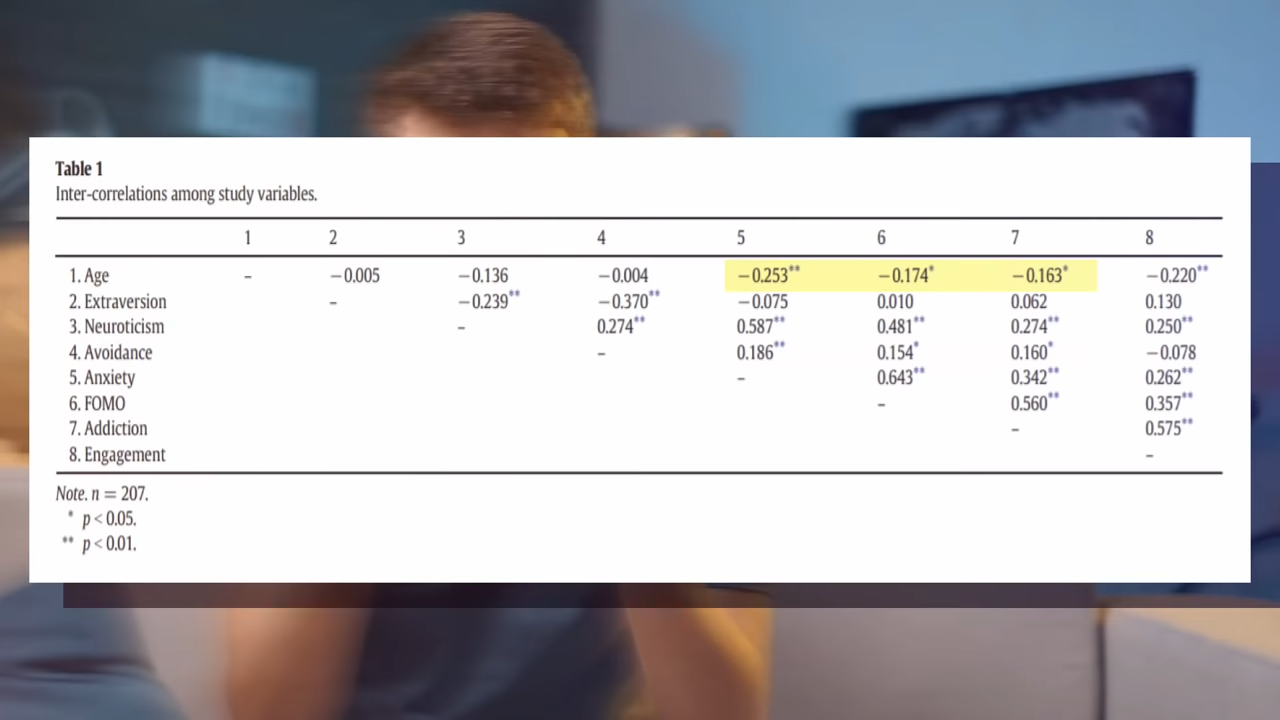 Table 1
Inter-correlations among study variables.
1 2 3 4 5 6 7 8
1. Age – −0.005 −0.136 −0.004 −0.253** −0.174* −0.163* −0.220**
2. Extraversion – −0.239** −0.370** −0.075 0.010 0.062 0.130
3. Neuroticism – 0.274** 0.587** 0.481** 0.274** 0.250**
4. Avoidance – 0.186** 0.154* 0.160* −0.078
5. Anxiety – 0.643** 0.342** 0.262**
6. FOMO – 0.560** 0.357**
7. Addiction – 0.575**
8. Engagement –
Note. n = 207.
* p < 0.05.
** p < 0.01.